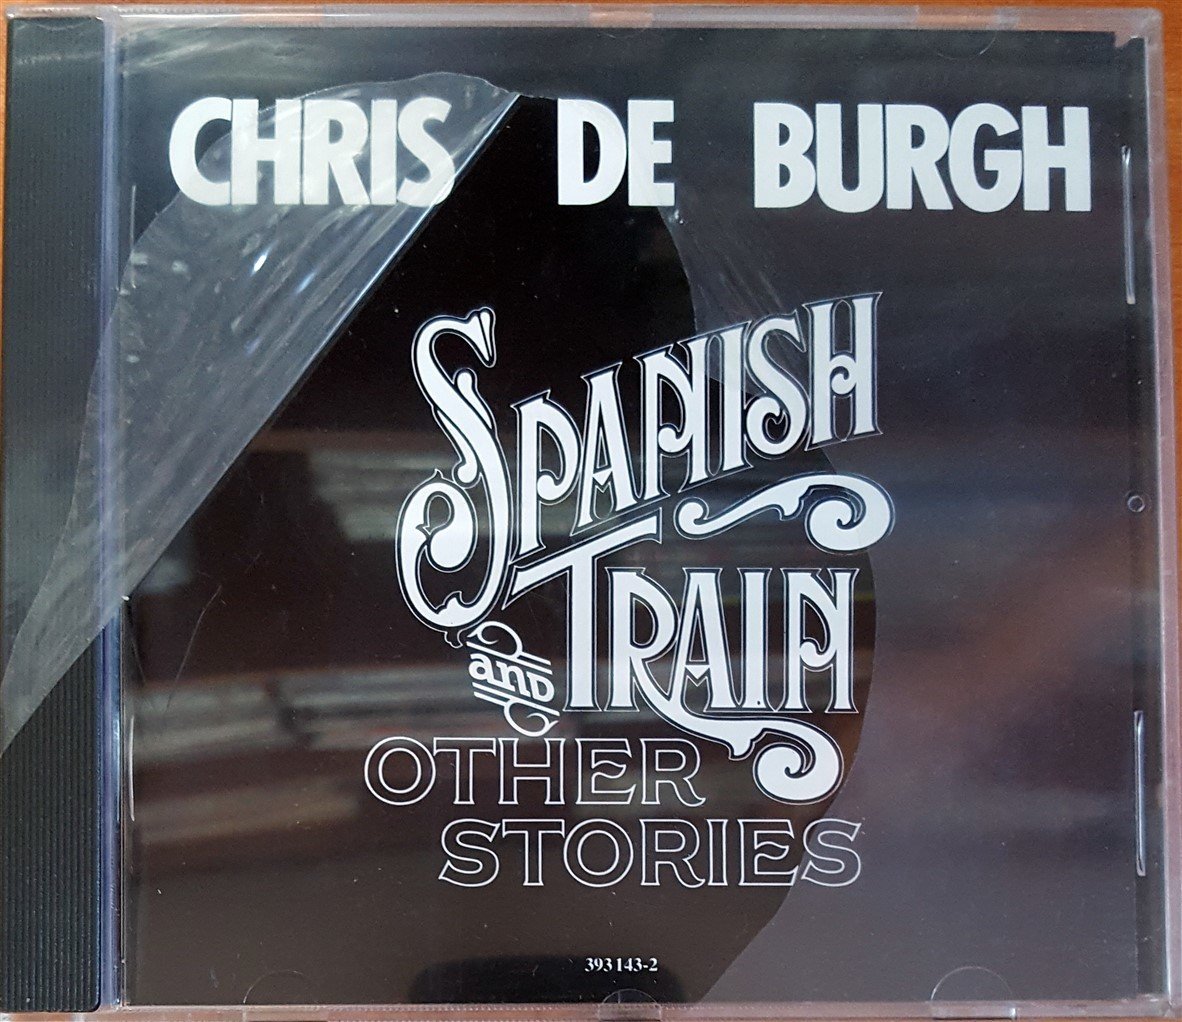 CHRIS DE BURGH
SPANISH
TRAIN
and
OTHER
STORIES
393 143-2